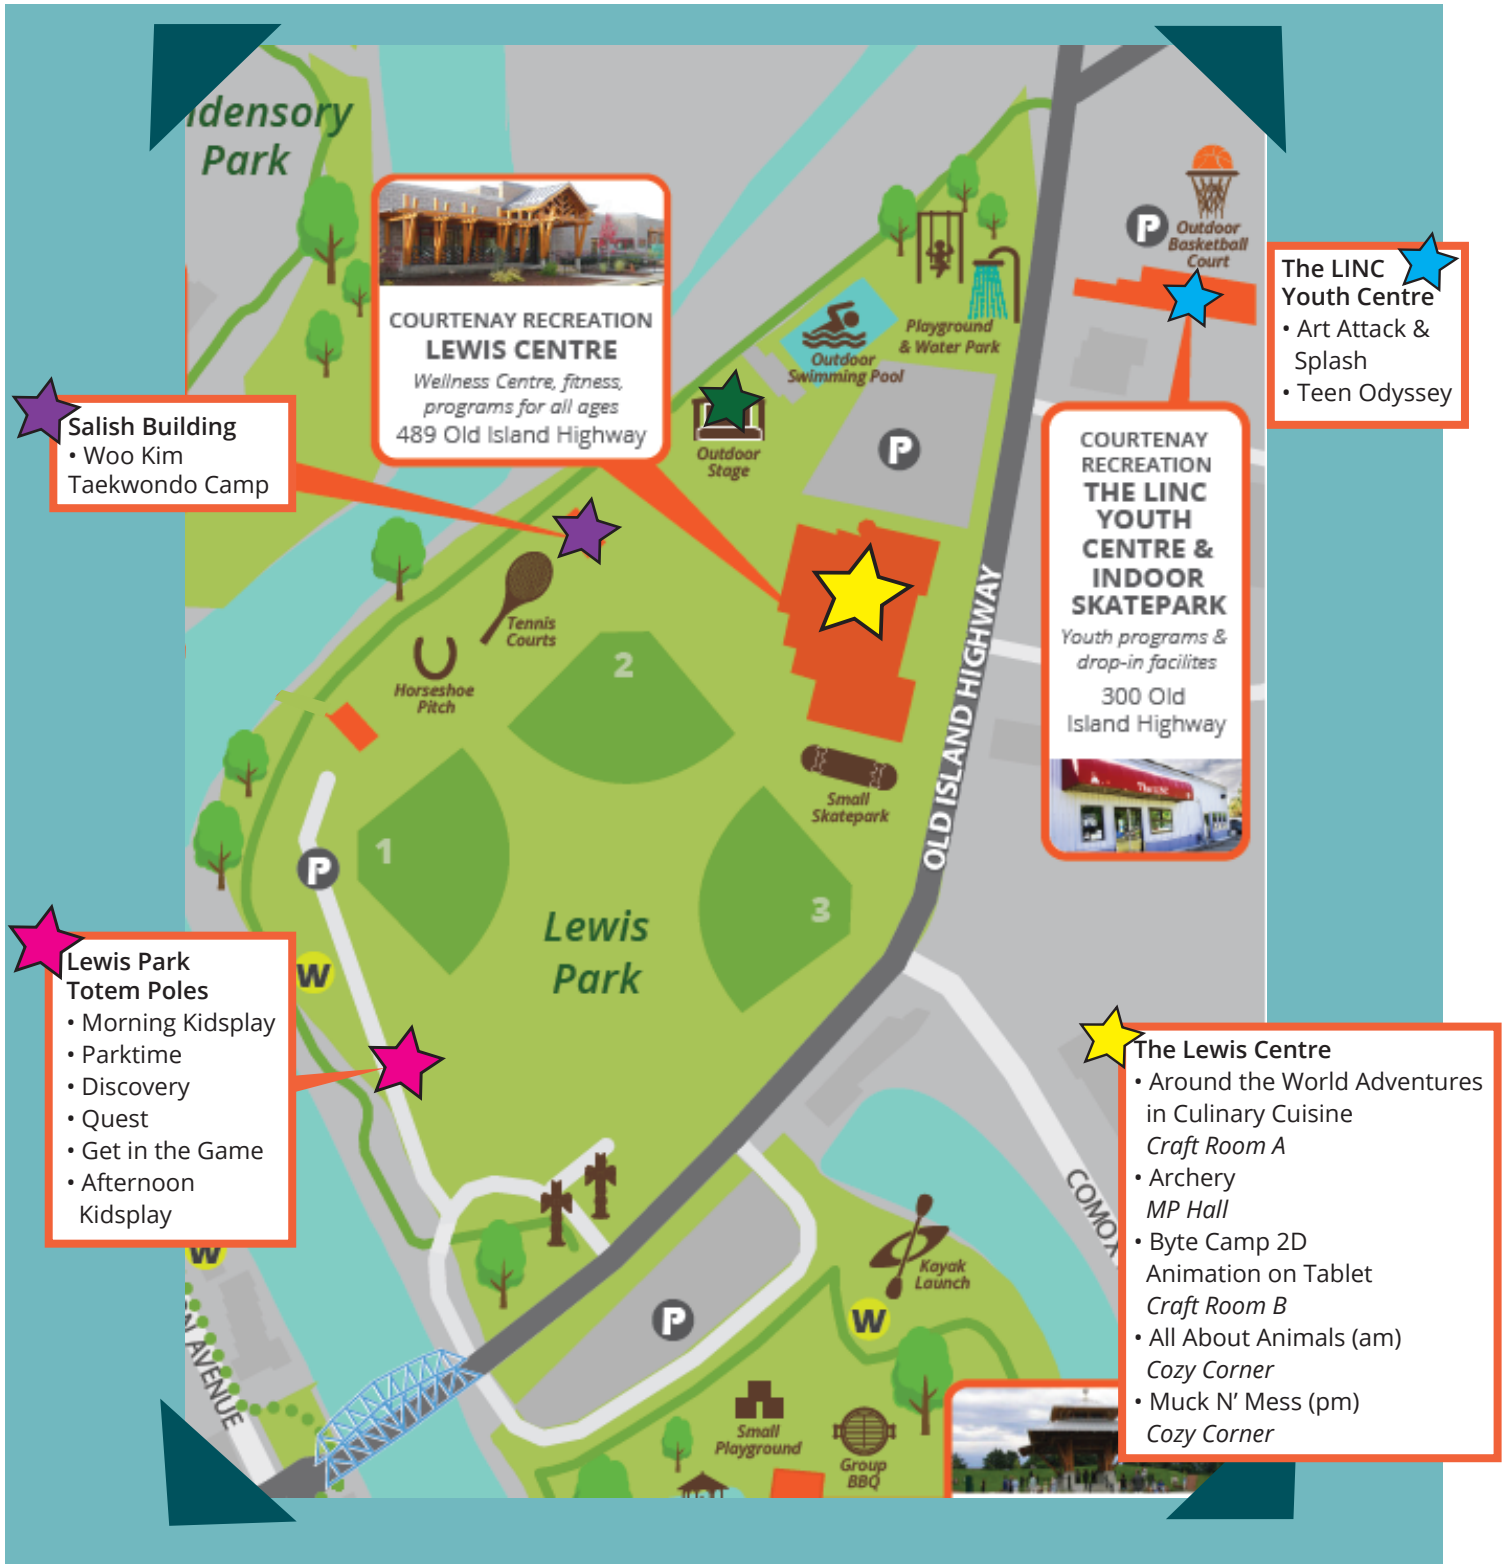 idensory
Park
COURTENAY RECREATION
LEWIS CENTRE
Wellness Centre, fitness,
programs for all ages
489 Old Island Highway
Playground
& Water Park
Outdoor
Swimming Pool
Outdoor
Stage
P
P
Outdoor
Basketball
Court
The LINC
Youth Centre
• Art Attack &
Splash
• Teen Odyssey
COURTENAY
RECREATION
THE LINC
YOUTH
CENTRE &
INDOOR
SKATEPARK
Youth programs &
drop-in facilites
300 Old
Island Highway
The LINC
Salish Building
• Woo Kim
Taekwondo Camp
Tennis
Courts
Horseshoe
Pitch
2
1
3
Small
Skatepark
OLD ISLAND HIGHWAY
P
W
Lewis
Park
Lewis Park
Totem Poles
• Morning Kidsplay
• Parktime
• Discovery
• Quest
• Get in the Game
• Afternoon
Kidsplay
W
N AVENUE
COMOX
Kayak
Launch
W
P
Small
Playground
Group
BBQ
The Lewis Centre
• Around the World Adventures
in Culinary Cuisine
Craft Room A
• Archery
MP Hall
• Byte Camp 2D
Animation on Tablet
Craft Room B
• All About Animals (am)
Cozy Corner
• Muck N’ Mess (pm)
Cozy Corner